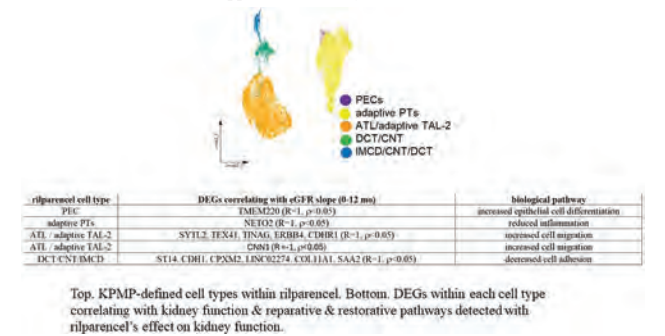 PECs
adaptive PTs
ATL/adaptive TAL-2
DCT/CNT
IMCD/CNT/DCT
rilparencel cell type DEGs correlating with eGFR slope (0-12 ms) biological pathway
PEC TMEM220 (R=1, p<0.05) increased epithelial cell differentiation
adaptive PTs NETO2 (R=1, p<0.05) reduced inflammation
ATL / adaptive TAL-2 SYTL2, TEX41, TINAG, ERBB4, CDHR1 (R=1, p<0.05) increased cell migration
ATL / adaptive TAL-2 CNN3 (R=-1, p<0.05) increased cell migration
DCT/CNT/IMCD ST14, CDH1, CPXM2, LINC02274, COL11A1, SAA2 (R=1, p<0.05) decreased cell adhesion
Top. KPMP-defined cell types within rilparencel. Bottom. DEGs within each cell type
correlating with kidney function & reparative & restorative pathways detected with
rilparencel's effect on kidney function.